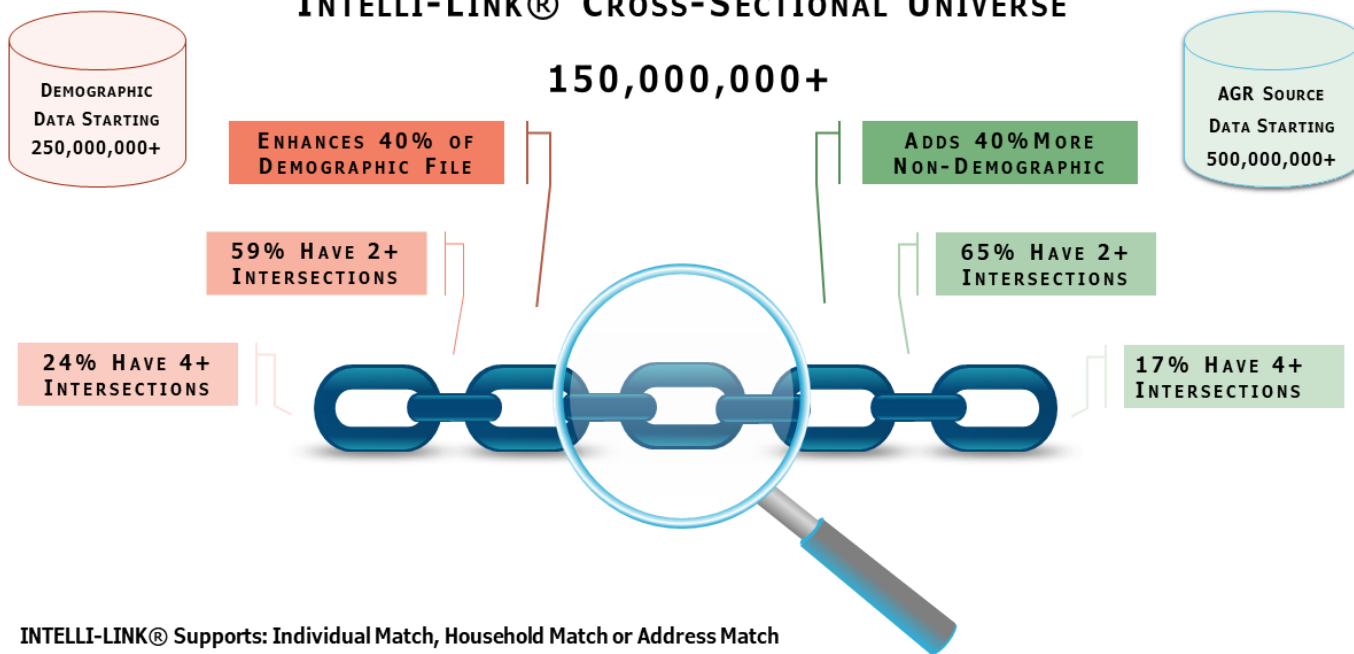 INTELLI-LINK® CROSS-SECTIONAL UNIVERSE
150,000,000+
DEMOGRAPHIC
DATA STARTING
250,000,000+
AGR SOURCE
DATA STARTING
500,000,000+
ENHANCES 40% OF
DEMOGRAPHIC FILE
ADDS 40%MORE
NON-DEMOGRAPHIC
59% HAVE 2+
INTERSECTIONS
65% HAVE 2+
INTERSECTIONS
24% HAVE 4+
INTERSECTIONS
17% HAVE 4+
INTERSECTIONS
INTELLI-LINK® Supports: Individual Match, Household Match or Address Match